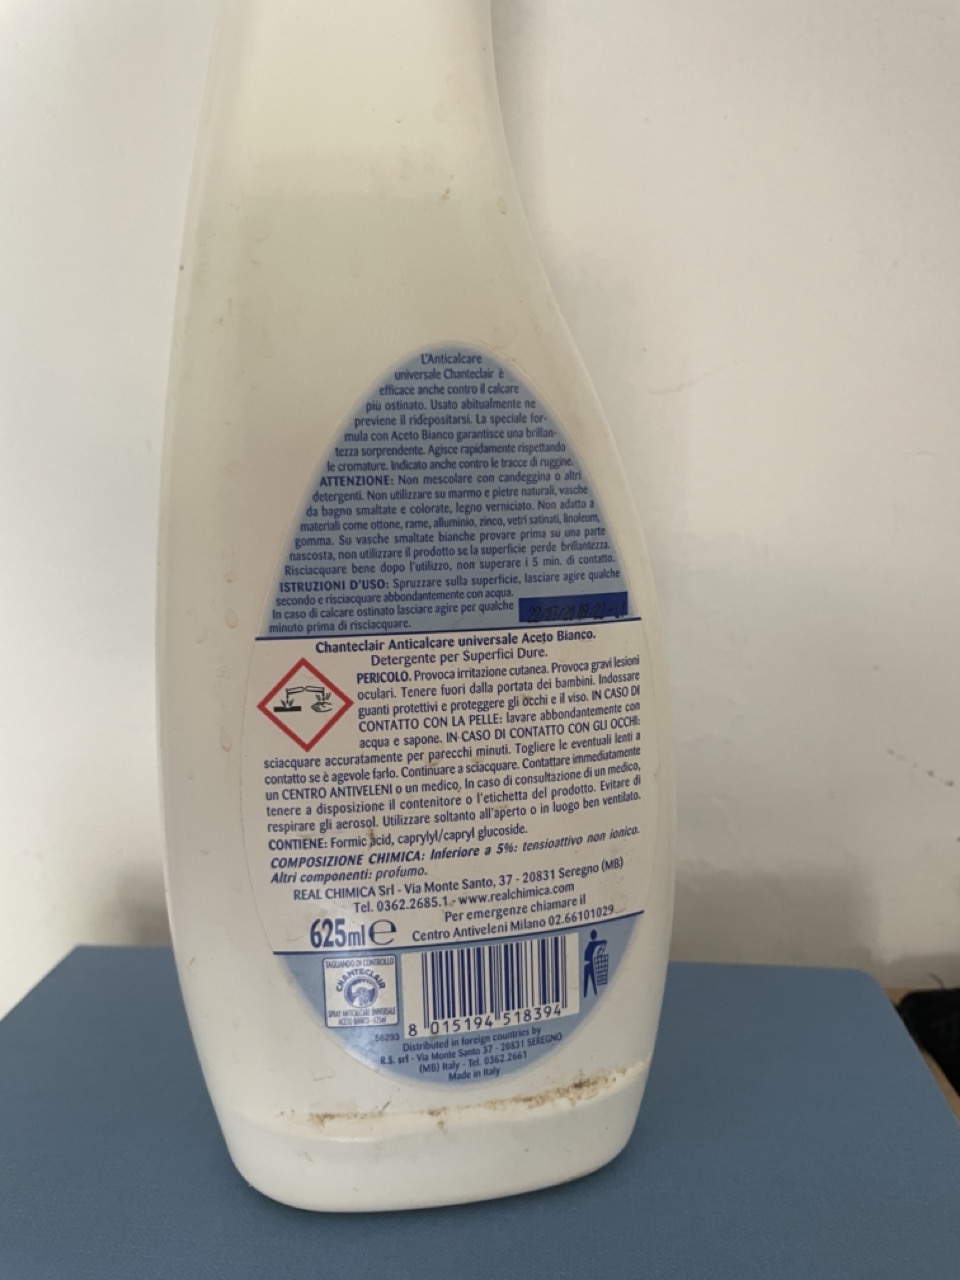 L'Anticalcare
universale Chanteclair è
efficace anche contro il calcare
più ostinato. Usato abitualmente ne
previene il ridepositarsi. La speciale for-
mula con Aceto Bianco garantisce una brillan-
tezza sorprendente. Agisce rapidamente rispettando
le cromature. Indicato anche contro le tracce di ruggine.
ATTENZIONE: Non mescolare con candeggina o altri
detergenti. Non utilizzare su marmo e pietre naturali, vasche
da bagno smaltate e colorate, legno verniciato. Non adatto a
materiali come ottone, rame, alluminio, zinco, vetri satinati, linoleum,
gomma. Su vasche smaltate bianche provare prima su una parte
nascosta, non utilizzare il prodotto se la superficie perde brillantezza.
Risciacquare bene dopo l'utilizzo, non superare i 5 min. di contatto.
ISTRUZIONI D'USO: Spruzzare sulla superficie, lasciare agire qualche
secondo e risciacquare abbondantemente con acqua.
In caso di calcare ostinato lasciare agire per qualche
minuto prima di risciacquare.
Chanteclair Anticalcare universale Aceto Bianco.
Detergente per Superfici Dure.
PERICOLO. Provoca irritazione cutanea. Provoca gravi lesioni
oculari. Tenere fuori dalla portata dei bambini. Indossare
guanti protettivi e proteggere gli occhi e il viso. IN CASO DI
CONTATTO CON LA PELLE: lavare abbondantemente con
acqua e sapone. IN CASO DI CONTATTO CON GLI OCCHI:
sciacquare accuratamente per parecchi minuti. Togliere le eventuali lenti a
contatto se è agevole farlo. Continuare a sciacquare. Contattare immediatamente
un CENTRO ANTIVELENI o un medico. In caso di consultazione di un medico,
tenere a disposizione il contenitore o l'etichetta del prodotto. Evitare di
respirare gli aerosol. Utilizzare soltanto all'aperto o in luogo ben ventilato.
CONTIENE: Formic acid, caprylyl/capryl glucoside.
COMPOSIZIONE CHIMICA: Inferiore a 5%: tensioattivo non ionico.
Altri componenti: profumo.
REAL CHIMICA Srl - Via Monte Santo, 37 - 20831 Seregno (MB)
Tel. 0362.2685.1 - www.realchimica.com
Per emergenze chiamare il
625ml e Centro Antiveleni Milano 02.66101029
TAGLIANDO DI CONTROLLO
CHANTECLAIR
SPRAY ANTICALCARE UNIVERSALE
ACETO BIANCO - 625ml
8 015194 518394
56293
Distributed in foreign countries by
R.S. srl - Via Monte Santo 37 - 20831 SEREGNO
(MB) Italy - Tel. 0362.2661
Made in Italy